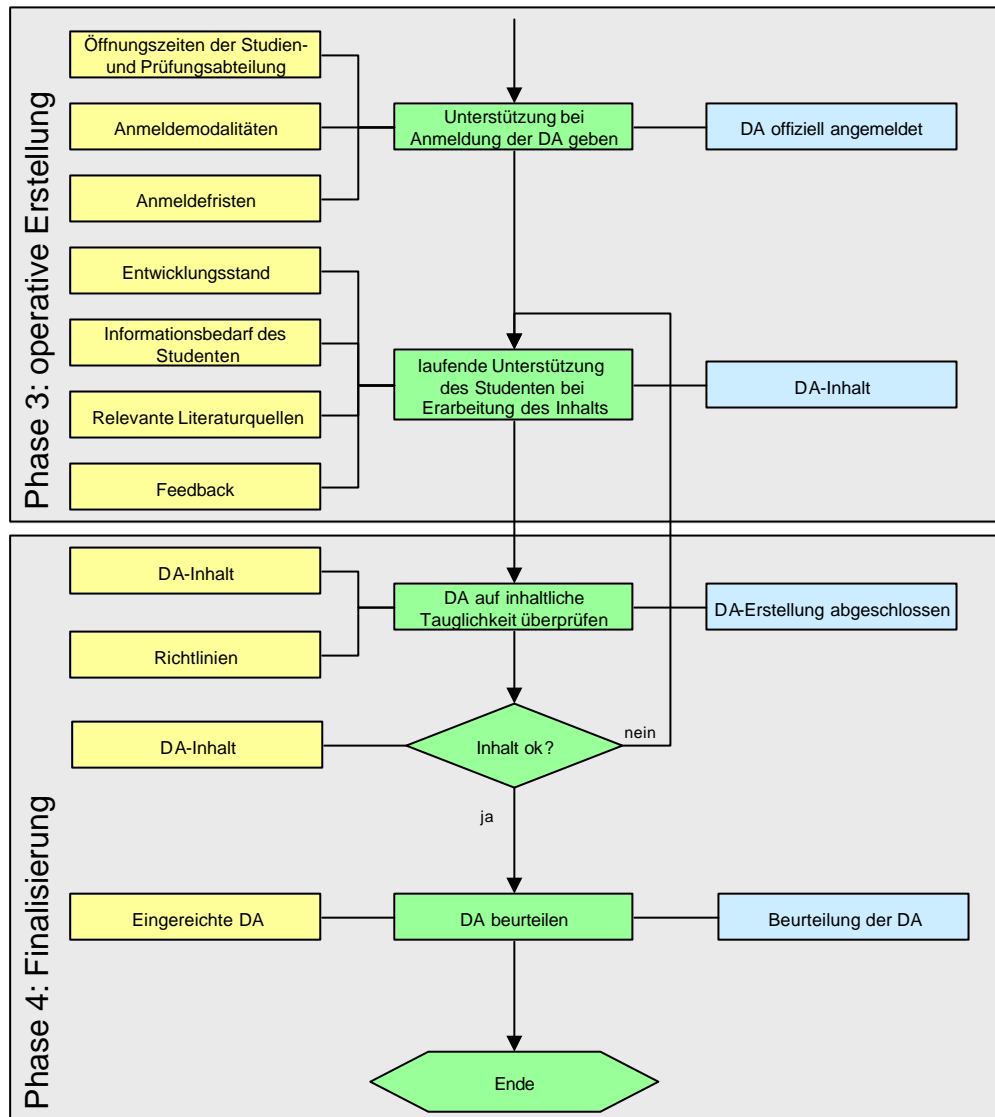 Phase 3: operative Erstellung
Öffnungszeiten der Studien-
und Prüfungsabteilung
Anmeldemodalitäten
Anmeldefristen
Unterstützung bei
Anmeldung der DA geben
DA offiziell angemeldet
Entwicklungsstand
Informationsbedarf des
Studenten
Relevante Literaturquellen
Feedback
laufende Unterstützung
des Studenten bei
Erarbeitung des Inhalts
DA-Inhalt
Phase 4: Finalisierung
DA-Inhalt
Richtlinien
DA auf inhaltliche
Tauglichkeit überprüfen
DA-Erstellung abgeschlossen
DA-Inhalt
Inhalt ok?
nein
ja
Eingereichte DA
DA beurteilen
Beurteilung der DA
Ende